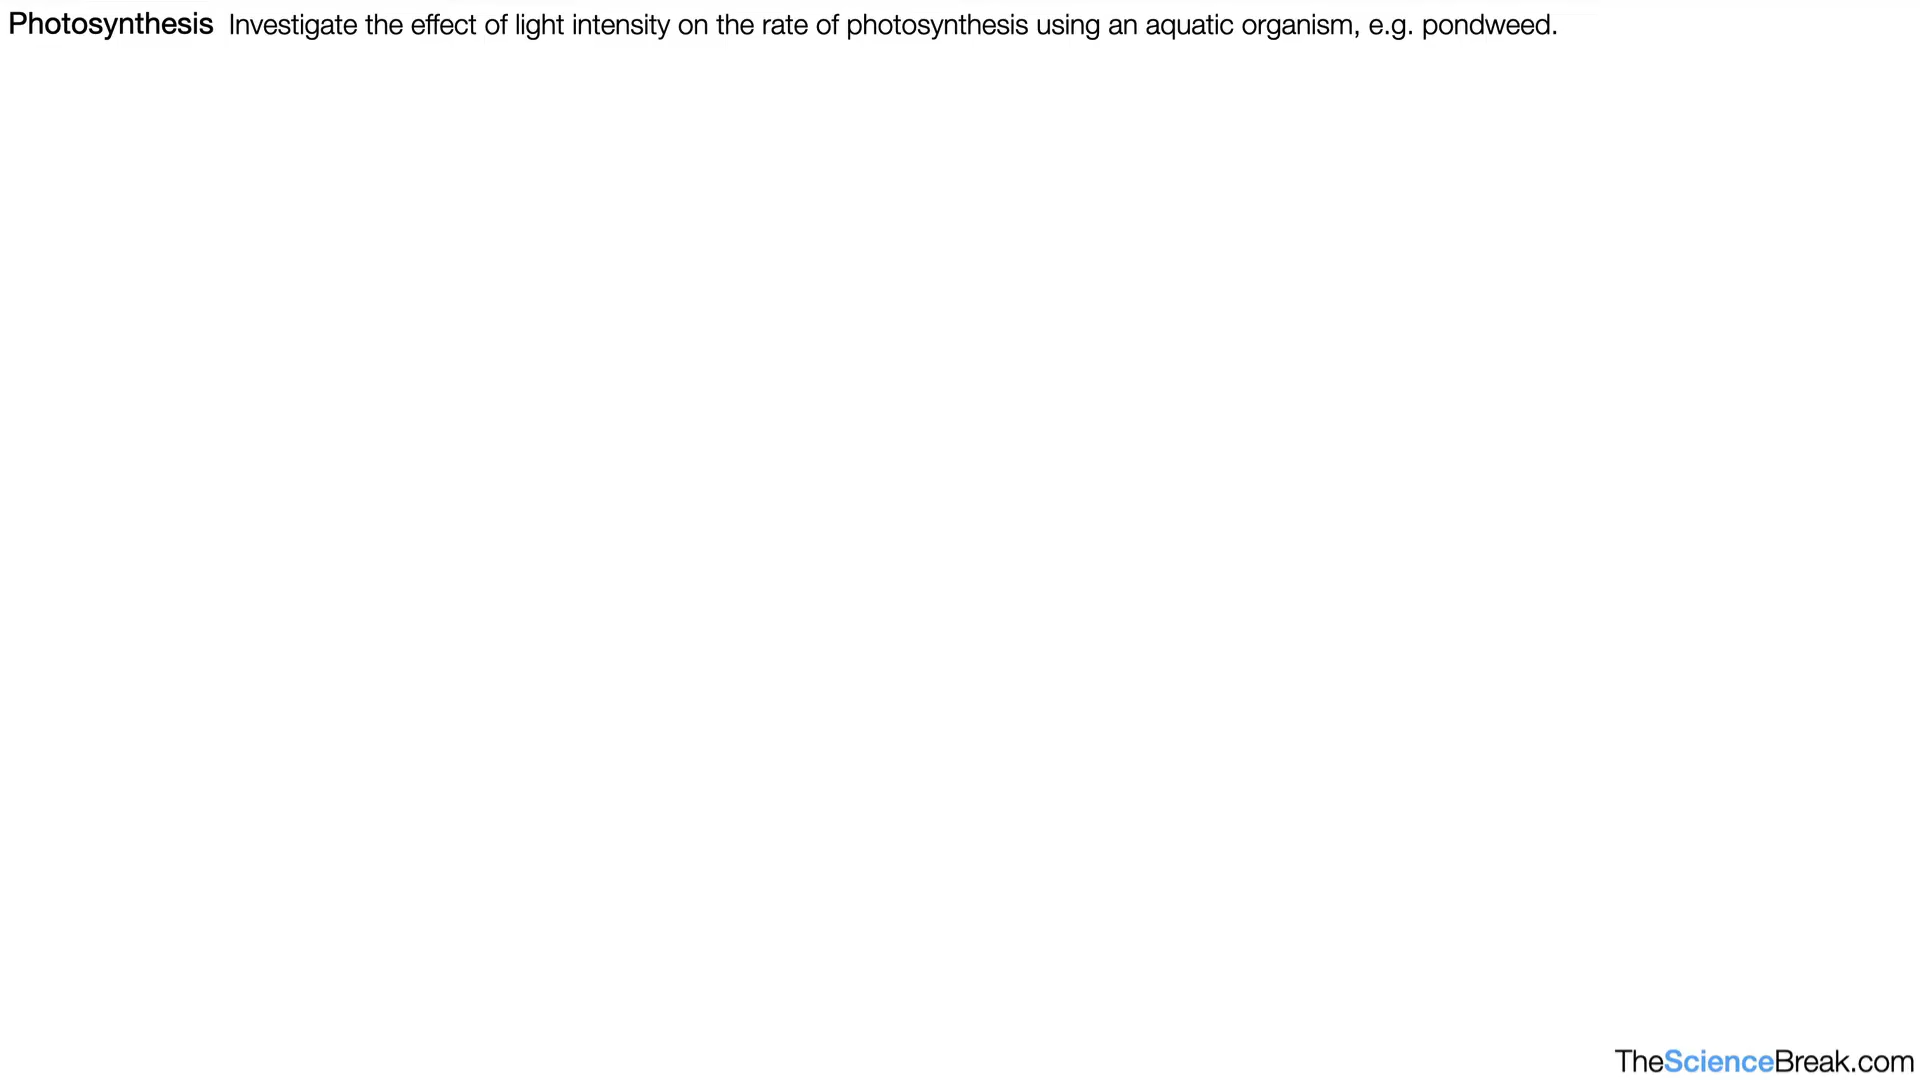 Photosynthesis Investigate the effect of light intensity on the rate of photosynthesis using an aquatic organism, e.g. pondweed.
TheScienceBreak.com